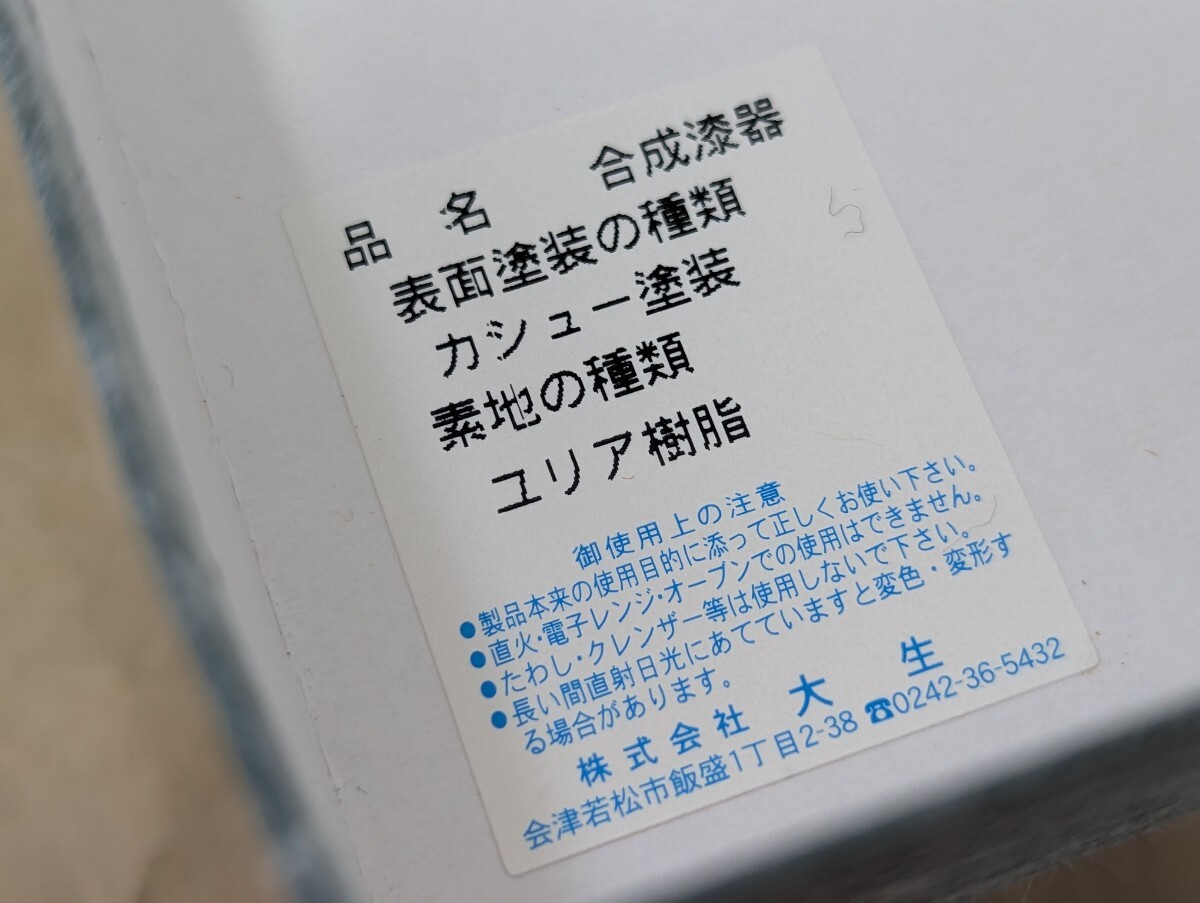 品 名 合成漆器
表面塗装の種類
カシュー塗装
素地の種類
ユリア樹脂
御使用上の注意
●製品本来の使用目的に添って正しくお使い下さい。
●直火・電子レンジ・オーブンでの使用はできません。
●たわし・クレンザー等は使用しないで下さい。
●長い間直射日光にあてていますと変色・変形す
る場合があります。
株式会社 大 生
会津若松市飯盛1丁目2-38 ☎0242-36-5432